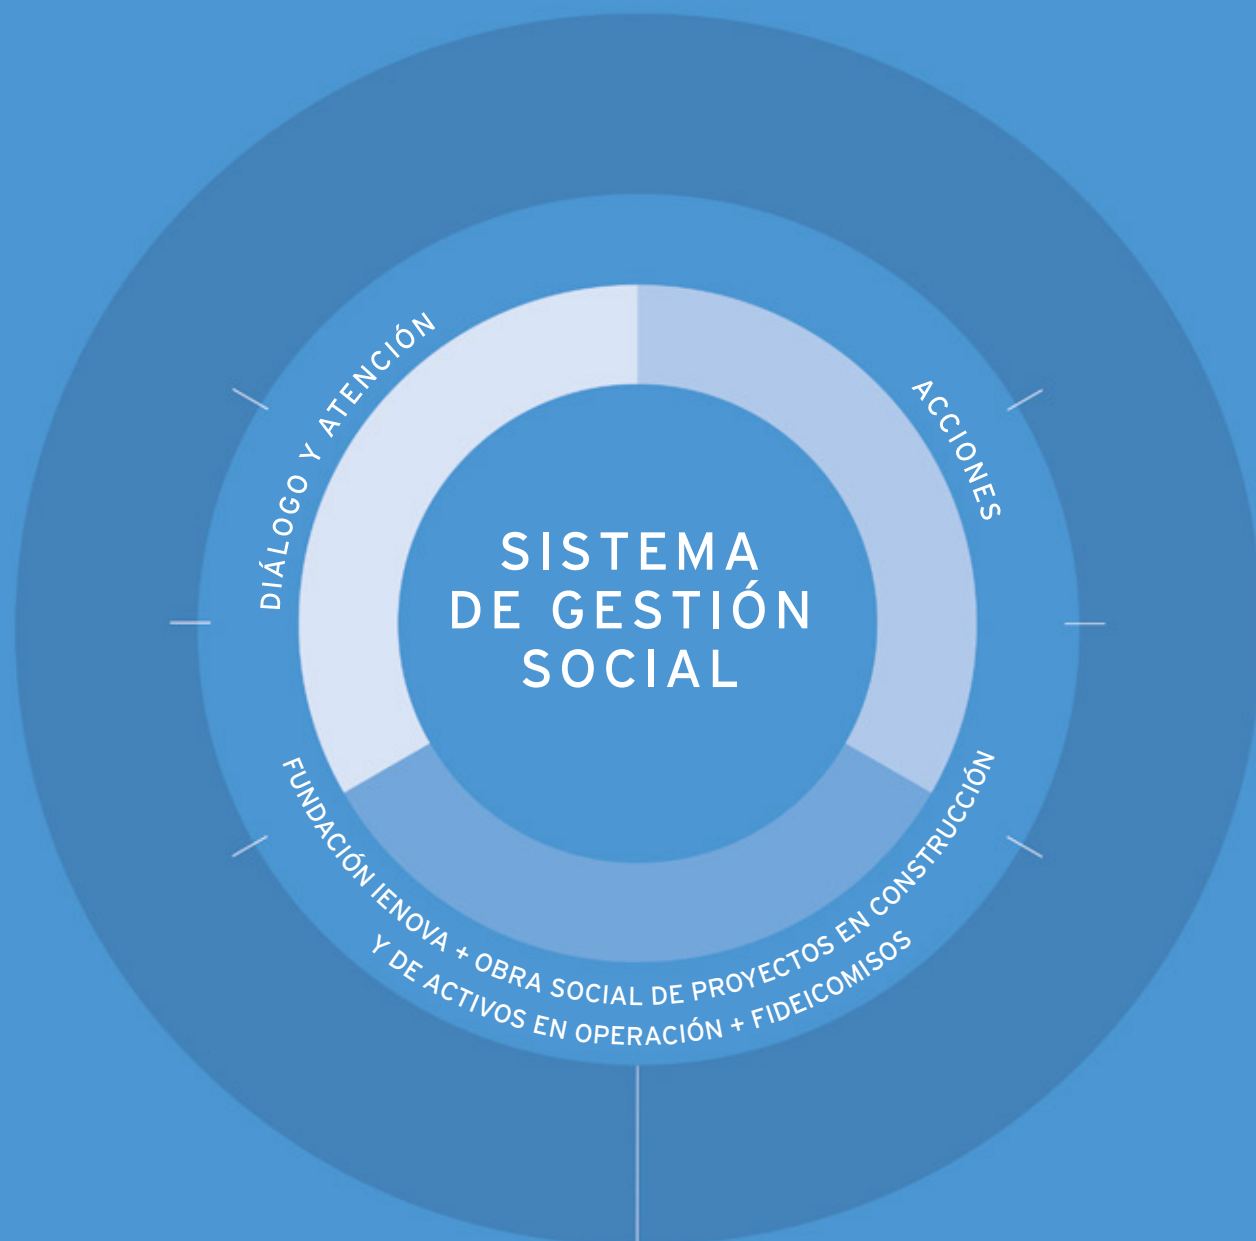 DIÁLOGO Y ATENCIÓN
ACCIONES
SISTEMA
DE GESTIÓN
SOCIAL
FUNDACIÓN IENOVA + OBRA SOCIAL DE PROYECTOS EN CONSTRUCCIÓN
Y DE ACTIVOS EN OPERACIÓN + FIDEICOMISOS